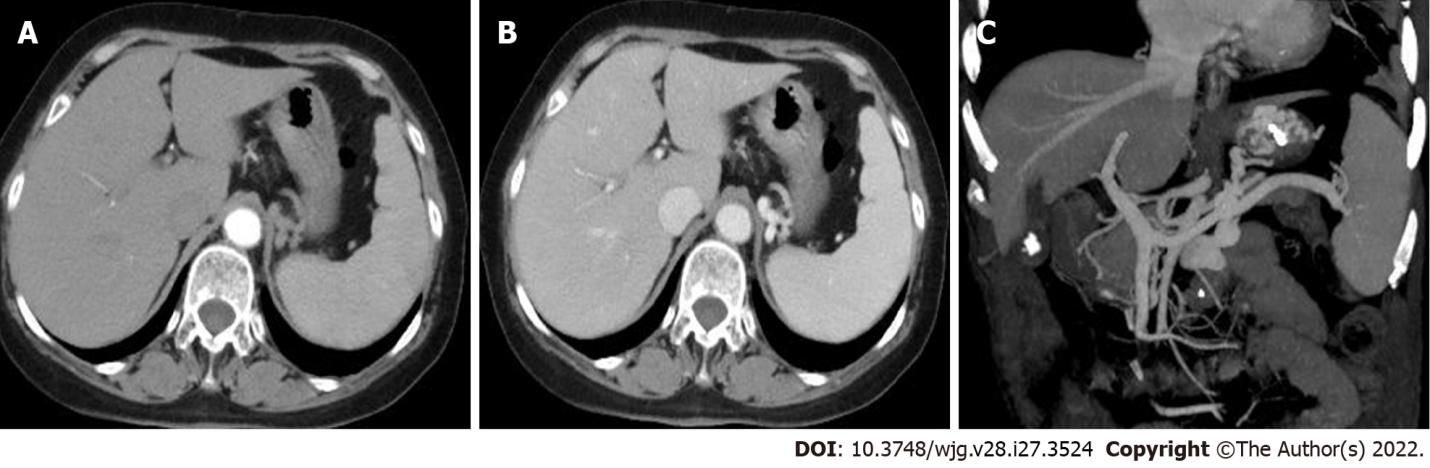 A
B
C
DOI: 10.3748/wjg.v28.i27.3524 Copyright ©The Author(s) 2022.